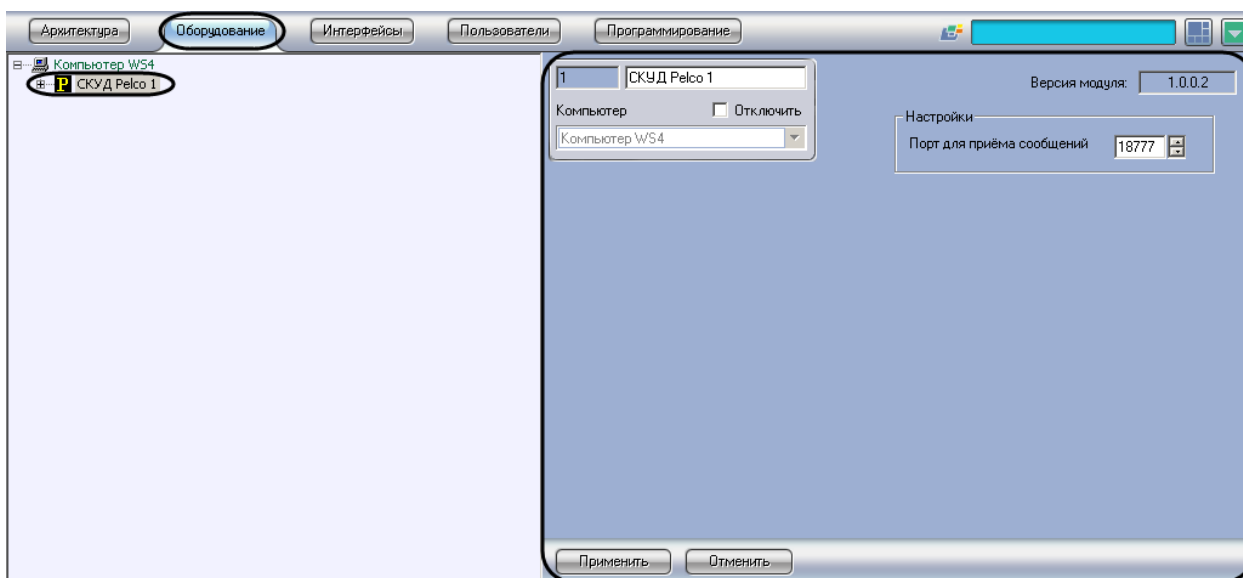 Архитектура Оборудование Интерфейсы Пользователи Программирование
Компьютер WS4
P СКУД Pelco 1
1 СКУД Pelco 1
Версия модуля: 1.0.0.2
Компьютер Отключить
Компьютер WS4
Настройки
Порт для приёма сообщений 18777
Применить Отменить